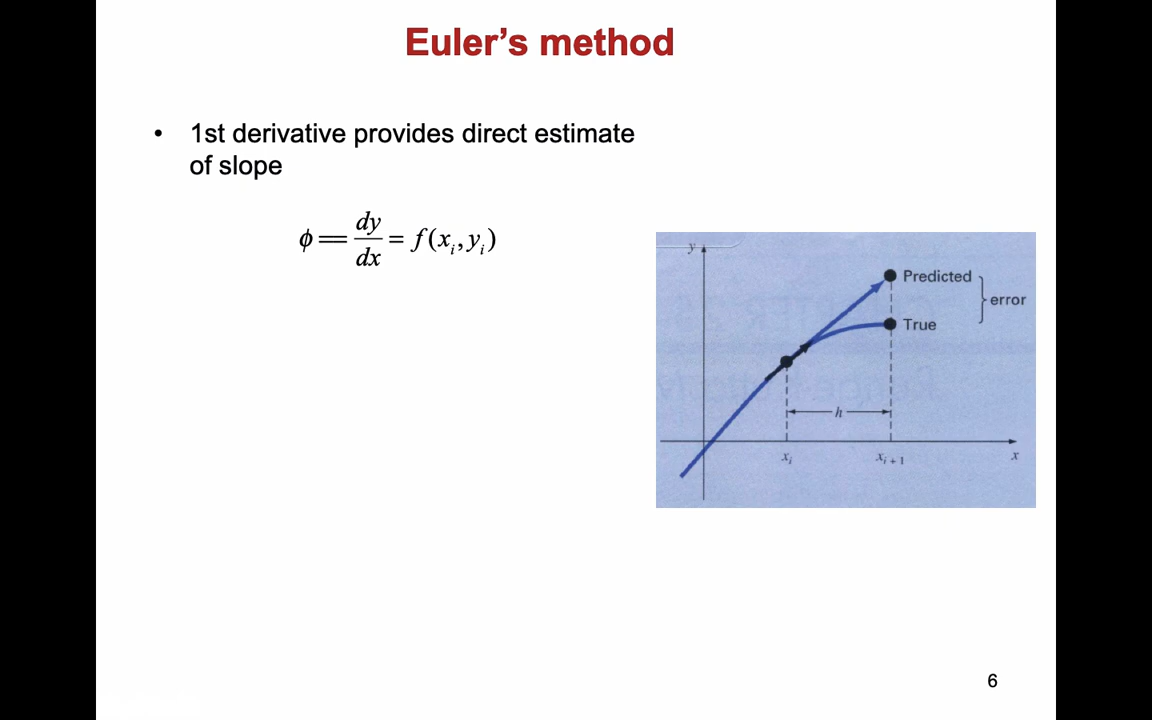 Euler's method
• 1st derivative provides direct estimate
of slope
ϕ == dy/dx = f(xᵢ, yᵢ)
y
Predicted
error
True
h
xᵢ
xᵢ₊₁
x
6